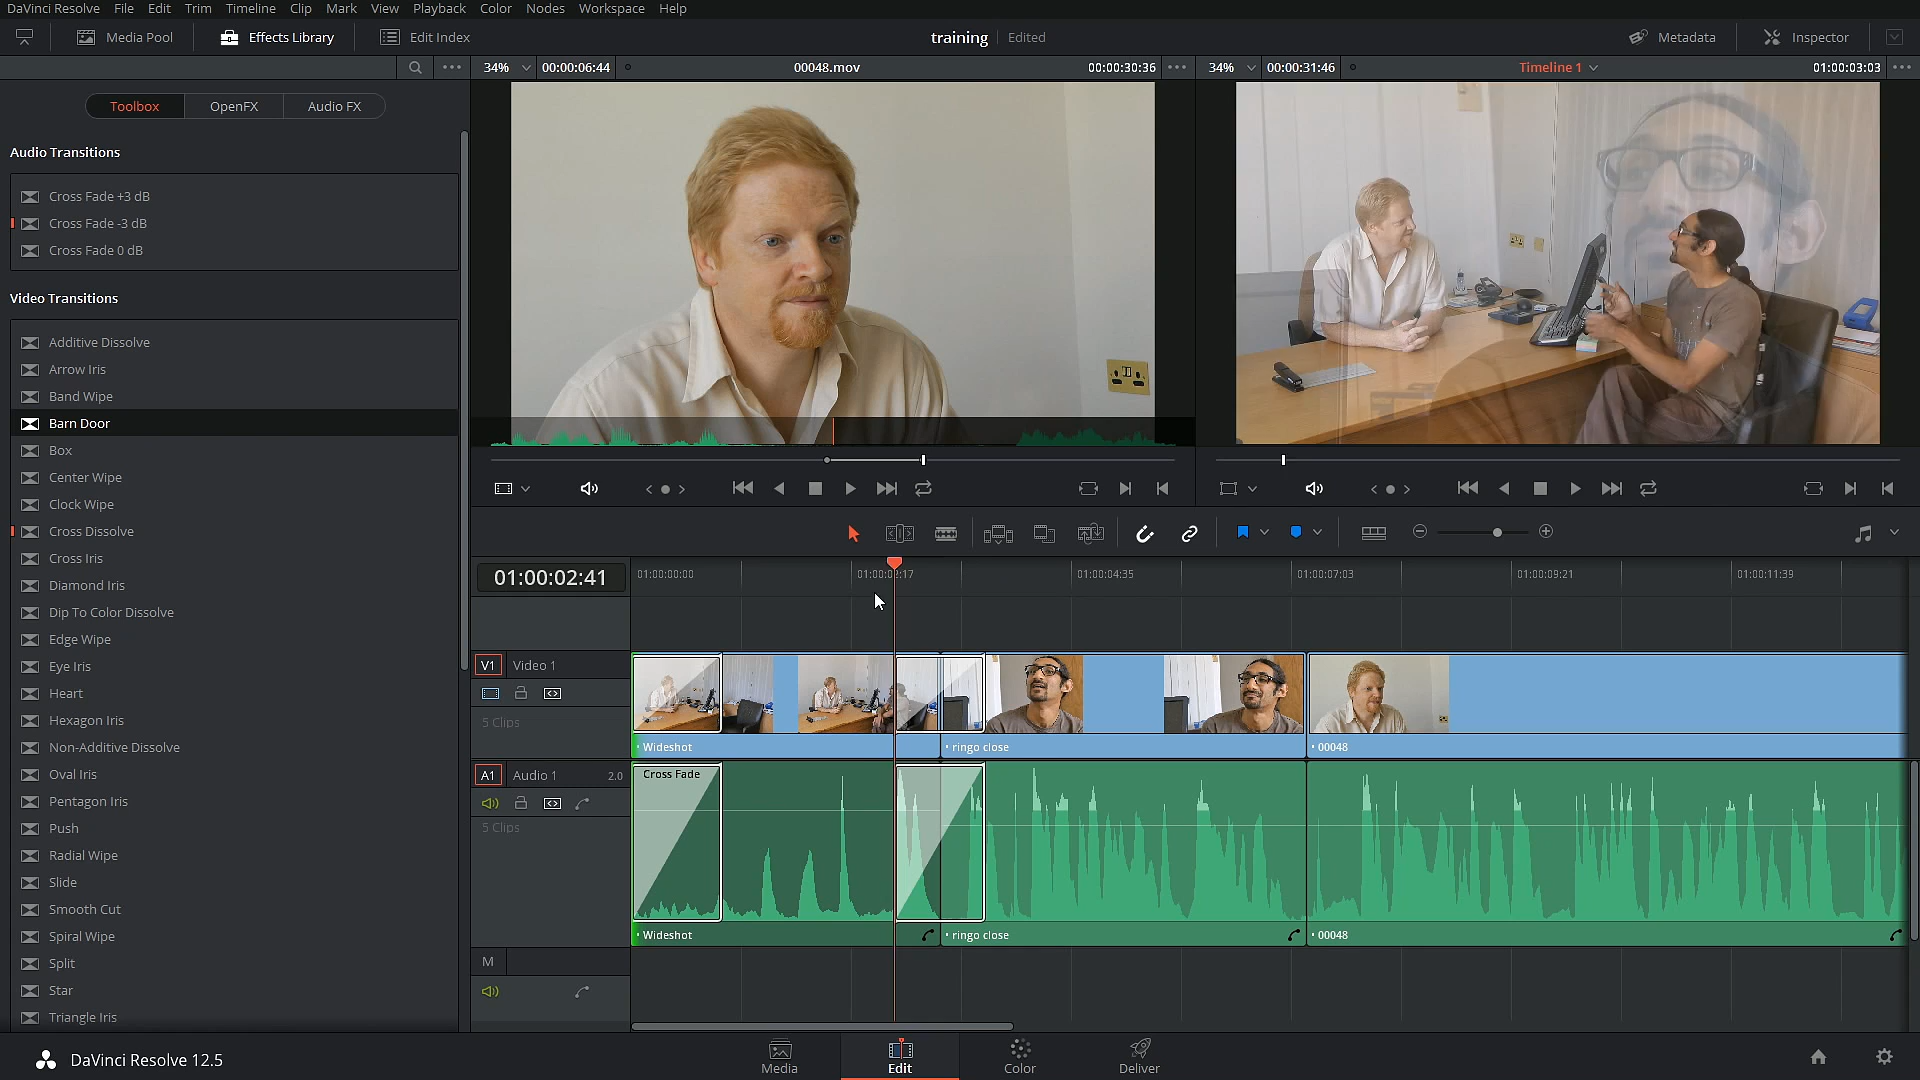 DaVinci Resolve File Edit Trim Timeline Clip Mark View Playback Color Nodes Workspace Help
Media Pool Effects Library Edit Index training Edited Metadata Inspector
34% 00:00:06:44 00048.mov 00:00:30:36 34% 00:00:31:46 Timeline 1 01:00:03:03
Toolbox OpenFX Audio FX
Audio Transitions
Cross Fade +3 dB
Cross Fade -3 dB
Cross Fade 0 dB
Video Transitions
Additive Dissolve
Arrow Iris
Band Wipe
Barn Door
Box
Center Wipe
Clock Wipe
Cross Dissolve
Cross Iris
Diamond Iris
Dip To Color Dissolve
Edge Wipe
Eye Iris
Heart
Hexagon Iris
Non-Additive Dissolve
Oval Iris
Pentagon Iris
Push
Radial Wipe
Slide
Smooth Cut
Spiral Wipe
Split
Star
Triangle Iris
01:00:02:41 01:00:00:00 01:00:02:17 01:00:04:35 01:00:07:03 01:00:09:21 01:00:11:39
V1 Video 1
5 Clips
Wideshot ringo close 00048
A1 Audio 1 2.0 Cross Fade
5 Clips
Wideshot ringo close 00048
M
DaVinci Resolve 12.5 Media Edit Color Deliver